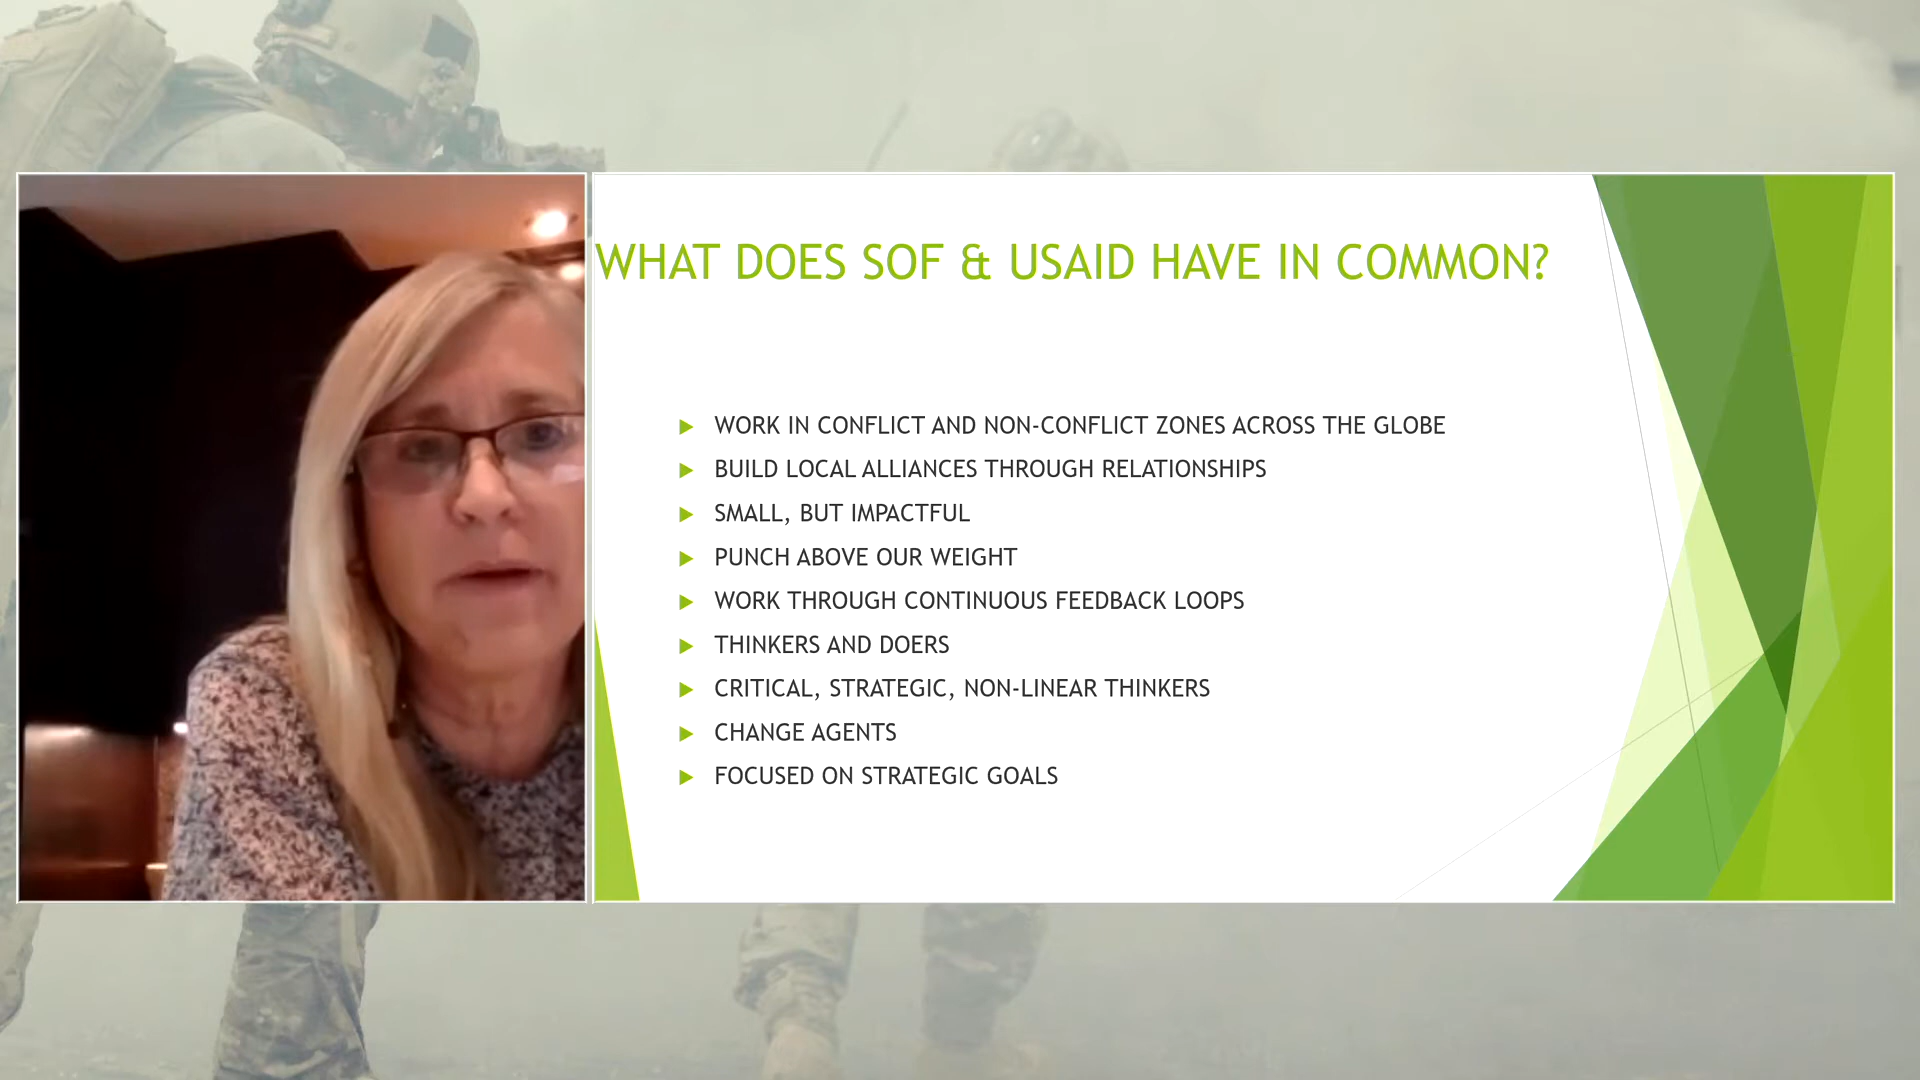 WHAT DOES SOF & USAID HAVE IN COMMON?
WORK IN CONFLICT AND NON-CONFLICT ZONES ACROSS THE GLOBE
BUILD LOCAL ALLIANCES THROUGH RELATIONSHIPS
SMALL, BUT IMPACTFUL
PUNCH ABOVE OUR WEIGHT
WORK THROUGH CONTINUOUS FEEDBACK LOOPS
THINKERS AND DOERS
CRITICAL, STRATEGIC, NON-LINEAR THINKERS
CHANGE AGENTS
FOCUSED ON STRATEGIC GOALS